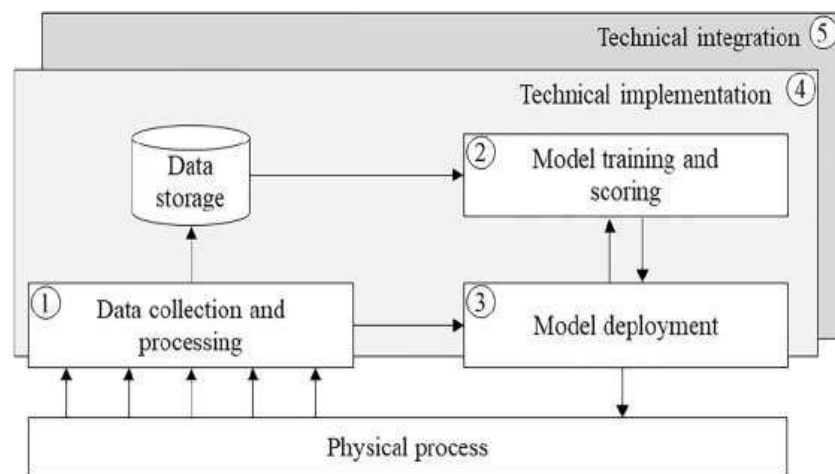 Technical integration 5
Technical implementation 4
Data
storage
2 Model training and
scoring
1 Data collection and
processing
3 Model deployment
Physical process